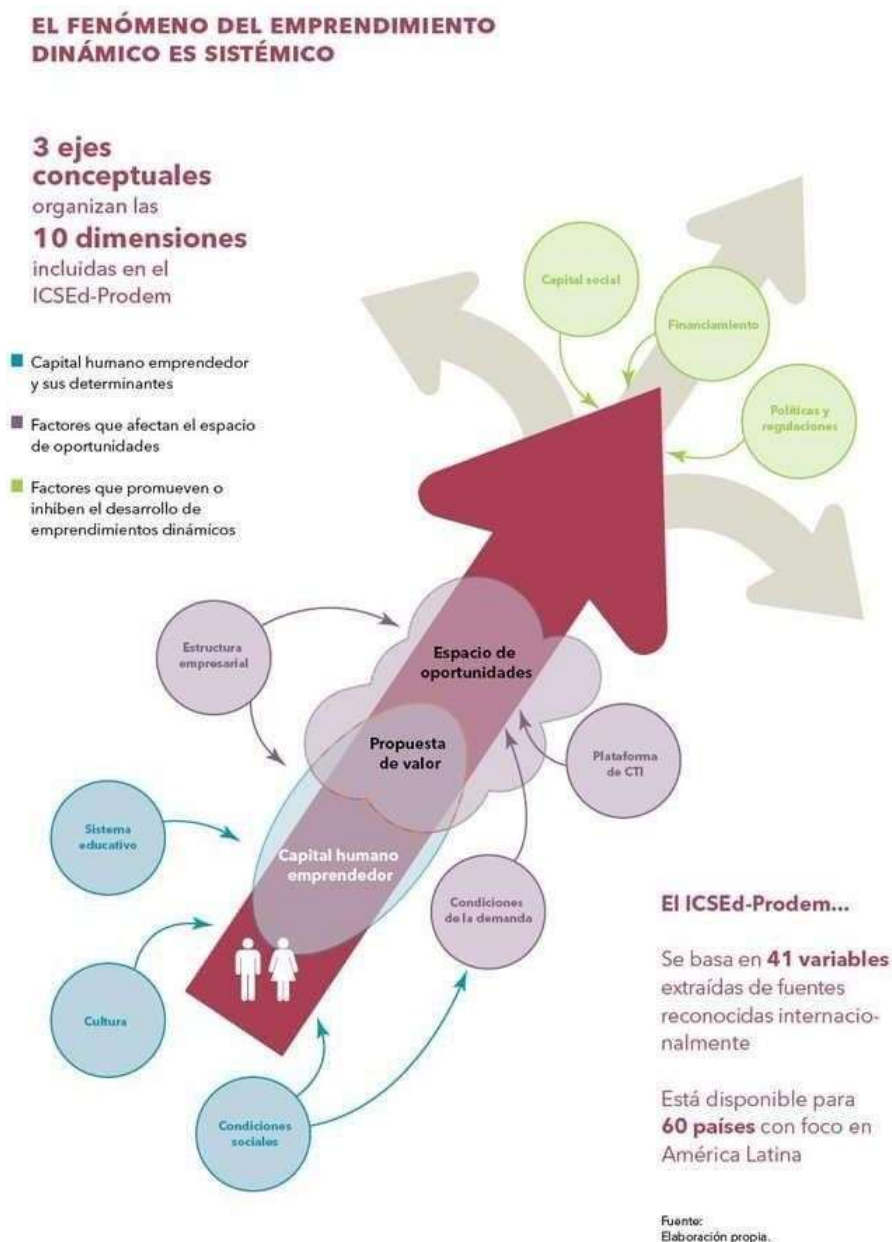 EL FENÓMENO DEL EMPRENDIMIENTO
DINÁMICO ES SISTÉMICO
3 ejes
conceptuales
organizan las
10 dimensiones
incluidas en el
ICSEd-Prodem
Capital humano emprendedor
y sus determinantes
Factores que afectan el espacio
de oportunidades
Factores que promueven o
inhiben el desarrollo de
emprendimientos dinámicos
Capital social
Financiamiento
Políticas y
regulaciones
Estructura
empresarial
Espacio de
oportunidades
Propuesta
de valor
Plataforma
de CTI
Sistema
educativo
Capital humano
emprendedor
Condiciones
de la demanda
Cultura
Condiciones
sociales
El ICSEd-Prodem...
Se basa en 41 variables
extraídas de fuentes
reconocidas internacio-
nalmente
Está disponible para
60 países con foco en
América Latina
Fuente:
Elaboración propia.